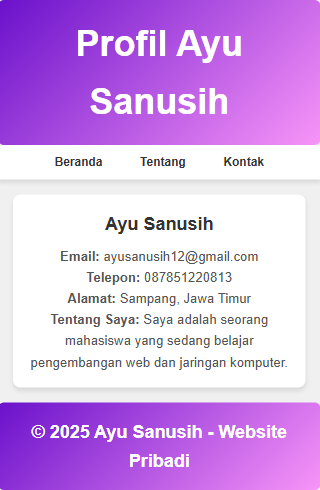 Profil Ayu
Sanusih
Beranda Tentang Kontak
Ayu Sanusih
Email: ayusanusih12@gmail.com
Telepon: 087851220813
Alamat: Sampang, Jawa Timur
Tentang Saya: Saya adalah seorang
mahasiswa yang sedang belajar
pengembangan web dan jaringan komputer.
© 2025 Ayu Sanusih - Website
Pribadi